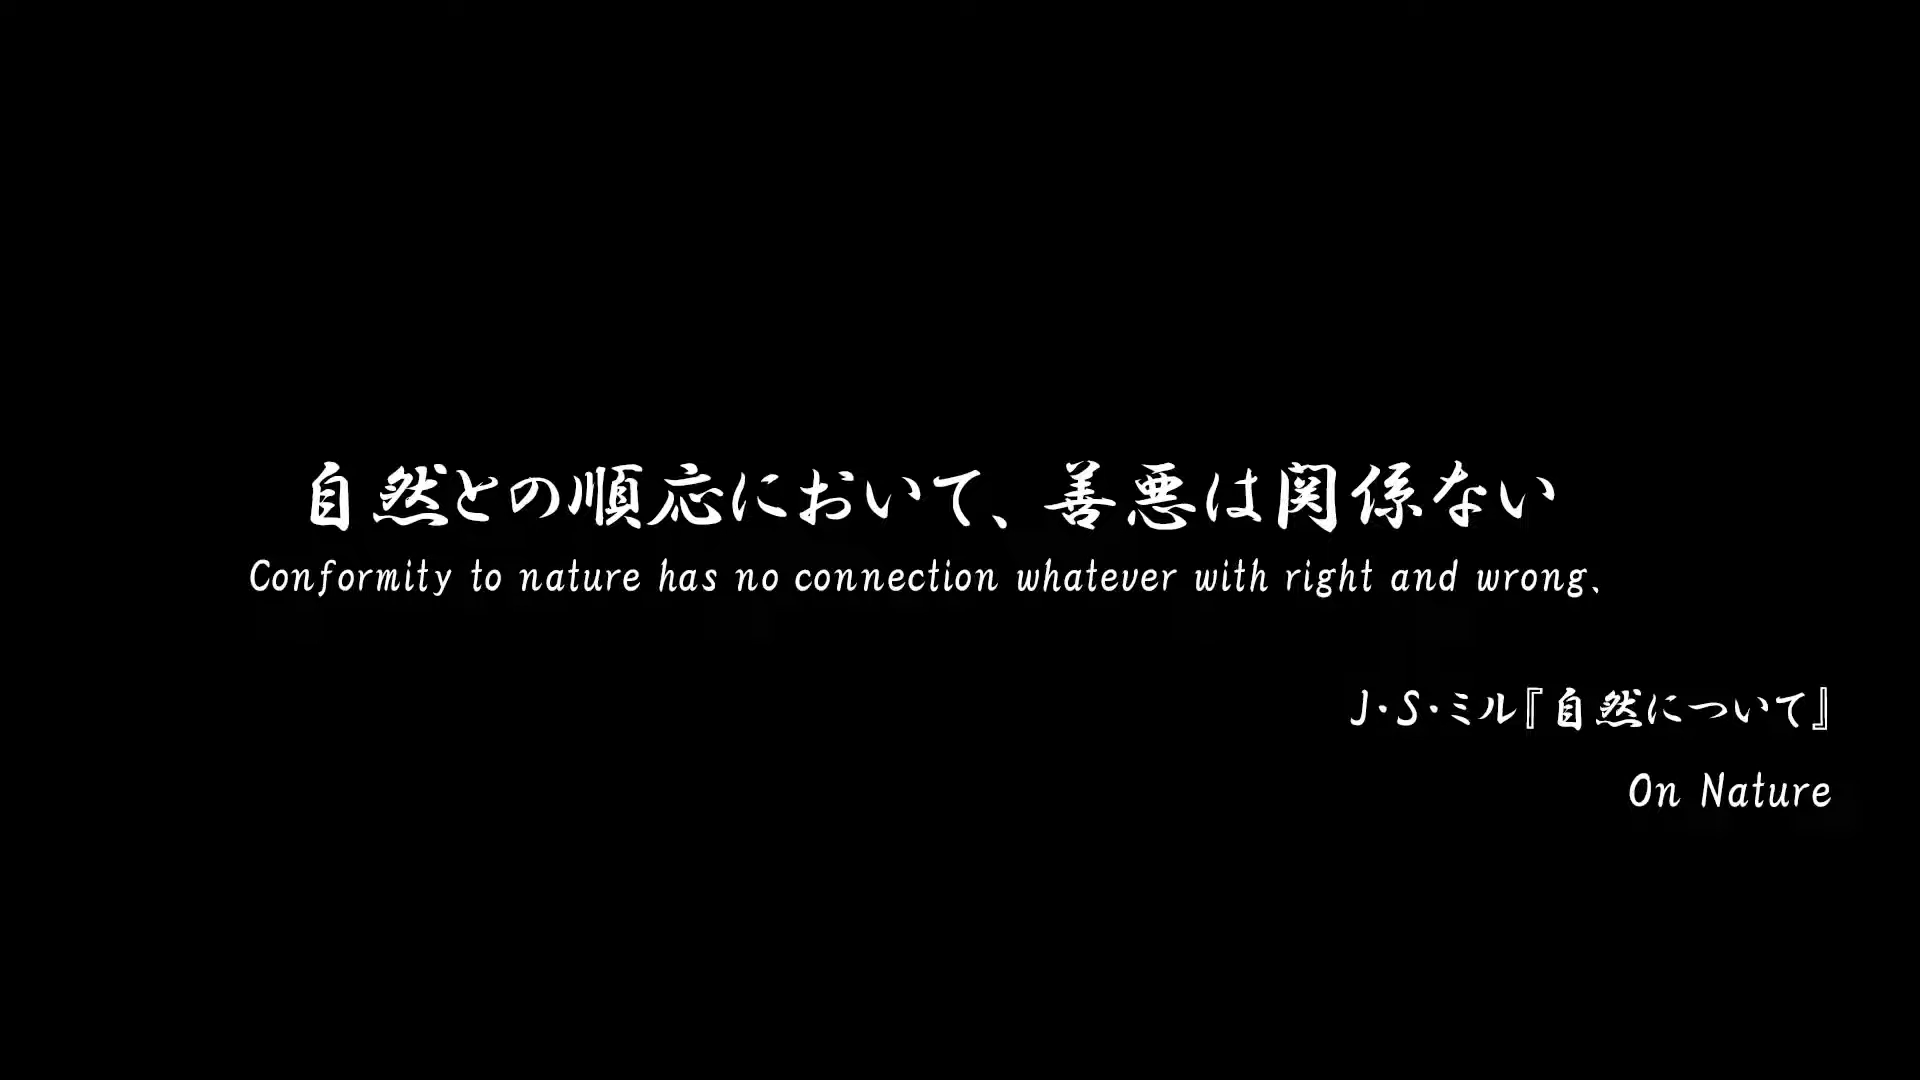 自然との順応において、善悪は関係ない
Conformity to nature has no connection whatever with right and wrong、
J・S・ミル『自然について』
On Nature